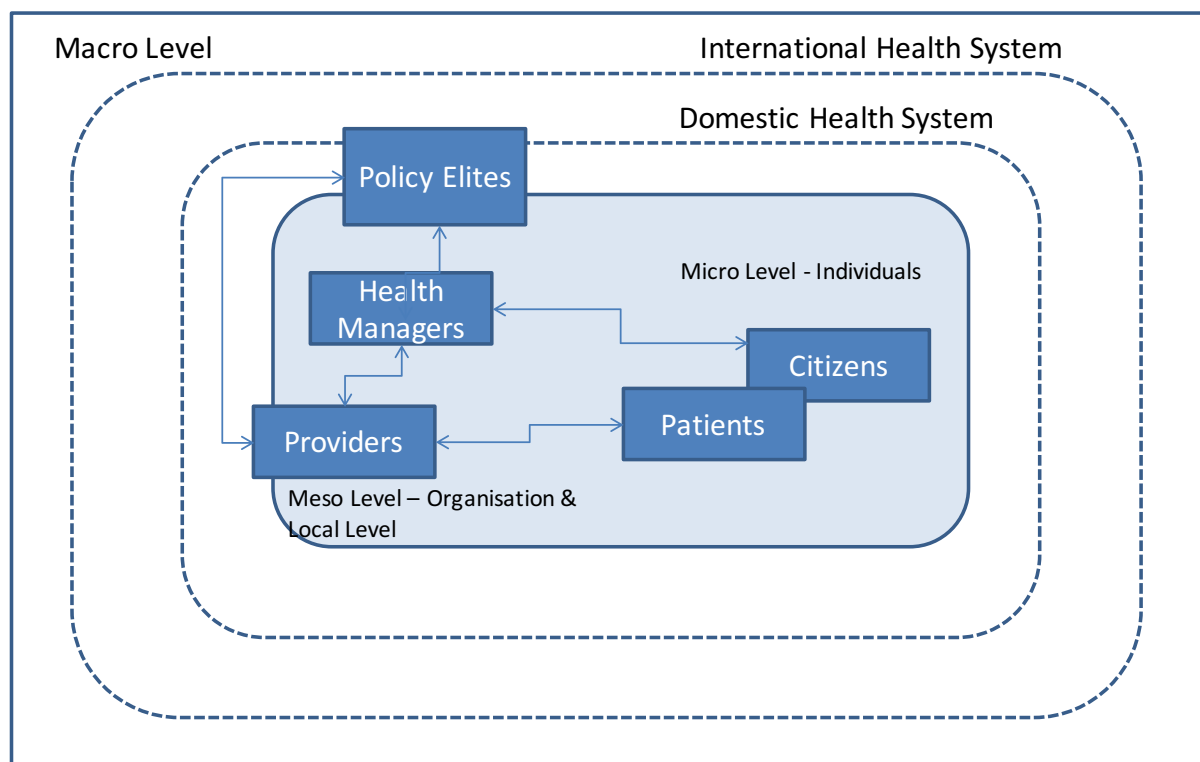 Macro Level
International Health System
Domestic Health System
Policy Elites
Micro Level - Individuals
Health
Managers
Citizens
Patients
Providers
Meso Level – Organisation &
Local Level